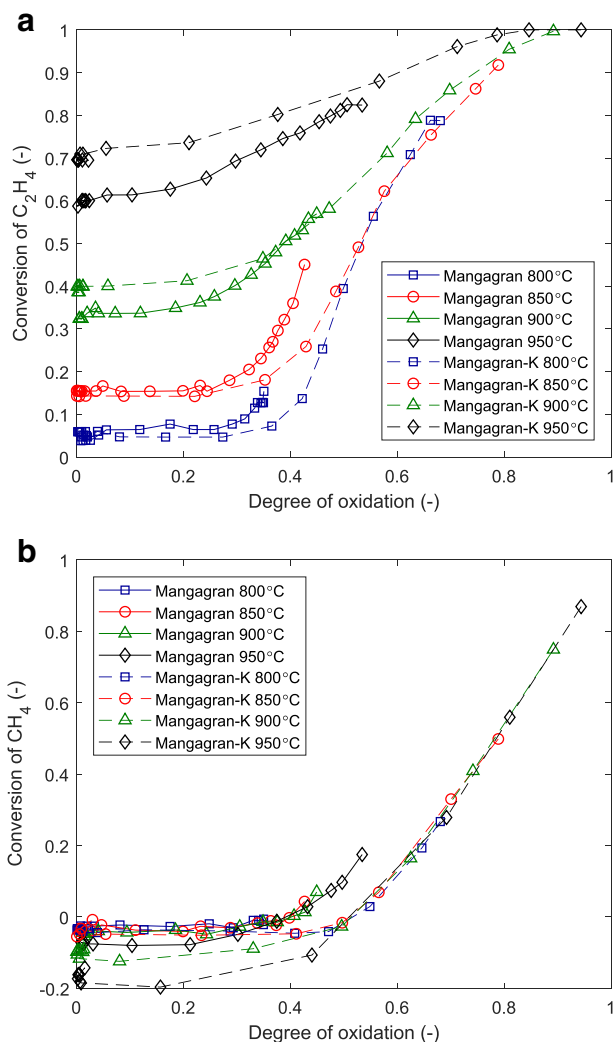 a
1
0.9
0.8
0.7
0.6
0.5
0.4
0.3
0.2
0.1
0
Conversion of C₂H₄ (-)
Mangagran 800°C
Mangagran 850°C
Mangagran 900°C
Mangagran 950°C
Mangagran-K 800°C
Mangagran-K 850°C
Mangagran-K 900°C
Mangagran-K 950°C
0 0.2 0.4 0.6 0.8 1
Degree of oxidation (-)
b
1
0.8
0.6
0.4
0.2
0
-0.2
Conversion of CH₄ (-)
Mangagran 800°C
Mangagran 850°C
Mangagran 900°C
Mangagran 950°C
Mangagran-K 800°C
Mangagran-K 850°C
Mangagran-K 900°C
Mangagran-K 950°C
0 0.2 0.4 0.6 0.8 1
Degree of oxidation (-)